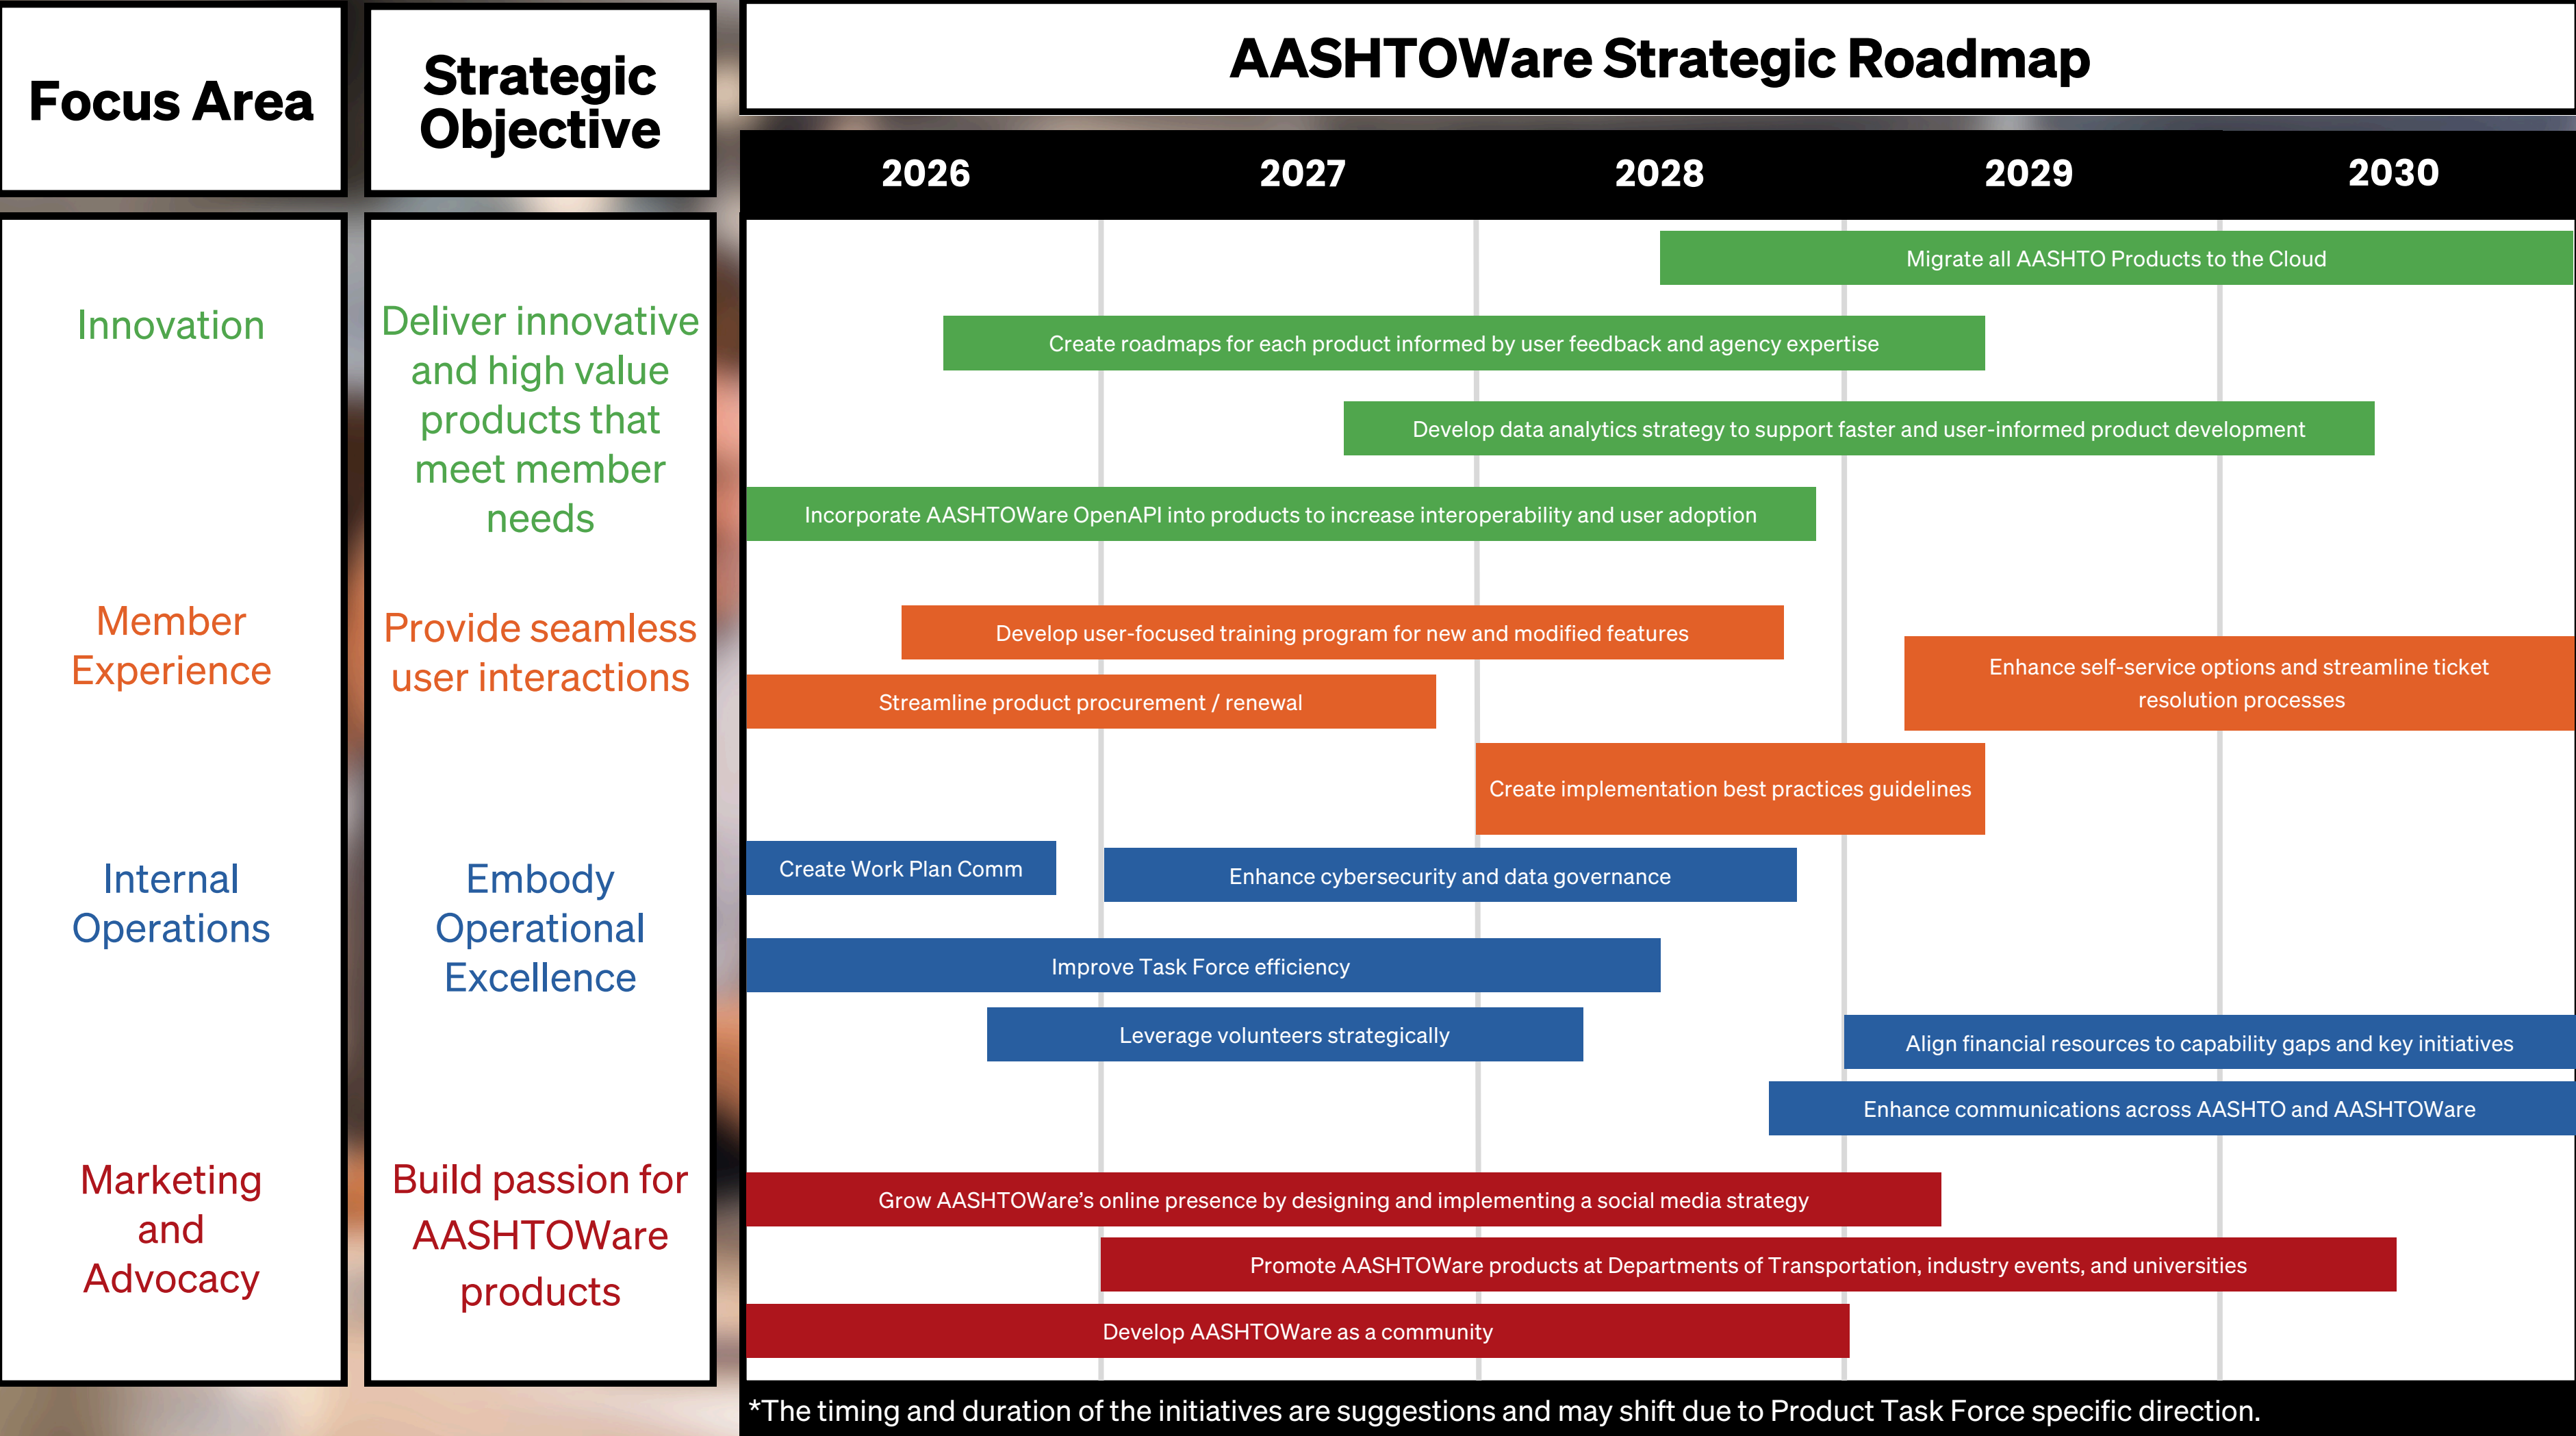 Focus Area
Strategic
Objective
AASHTOWare Strategic Roadmap
2026 2027 2028 2029 2030
Innovation
Deliver innovative
and high value
products that
meet member
needs
Migrate all AASHTO Products to the Cloud
Create roadmaps for each product informed by user feedback and agency expertise
Develop data analytics strategy to support faster and user-informed product development
Incorporate AASHTOWare OpenAPI into products to increase interoperability and user adoption
Member
Experience
Provide seamless
user interactions
Develop user-focused training program for new and modified features
Enhance self-service options and streamline ticket
resolution processes
Streamline product procurement / renewal
Create implementation best practices guidelines
Internal
Operations
Embody
Operational
Excellence
Create Work Plan Comm
Enhance cybersecurity and data governance
Improve Task Force efficiency
Leverage volunteers strategically
Align financial resources to capability gaps and key initiatives
Enhance communications across AASHTO and AASHTOWare
Marketing
and
Advocacy
Build passion for
AASHTOWare
products
Grow AASHTOWare’s online presence by designing and implementing a social media strategy
Promote AASHTOWare products at Departments of Transportation, industry events, and universities
Develop AASHTOWare as a community
*The timing and duration of the initiatives are suggestions and may shift due to Product Task Force specific direction.